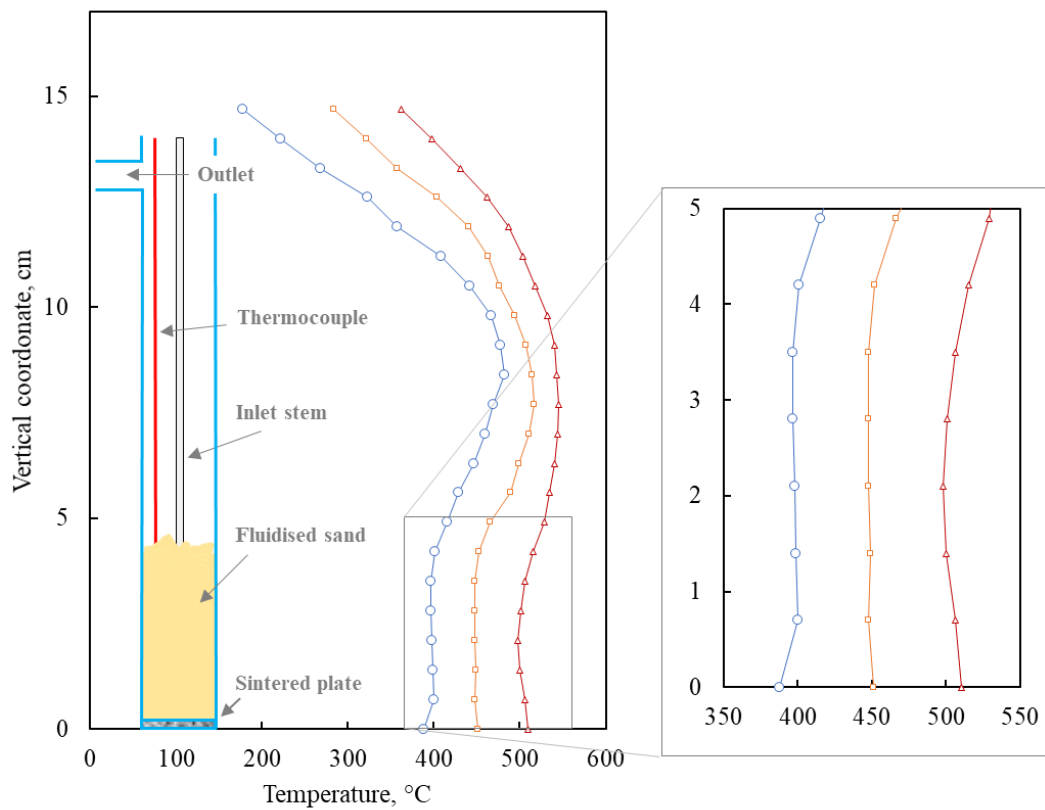 15
10
5
0
Vertical coordonate, cm
Outlet
Thermocouple
Inlet stem
Fluidised sand
Sintered plate
0 100 200 300 400 500 600
Temperature, °C
5
4
3
2
1
0
350 400 450 500 550